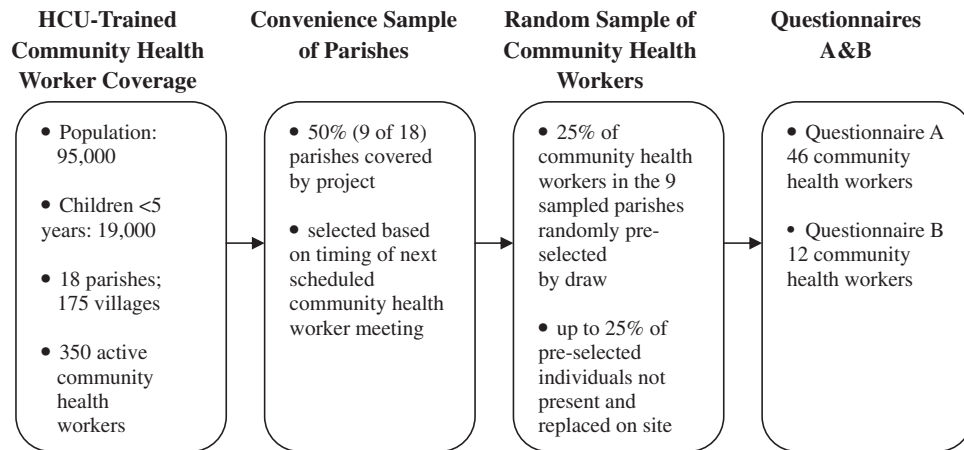 HCU-Trained
Community Health
Worker Coverage
• Population:
95,000
• Children <5
years: 19,000
• 18 parishes;
175 villages
• 350 active
community
health
workers
Convenience Sample
of Parishes
• 50% (9 of 18)
parishes covered
by project
• selected based
on timing of next
scheduled
community health
worker meeting
Random Sample of
Community Health
Workers
• 25% of
community health
workers in the 9
sampled parishes
randomly pre-
selected
by draw
• up to 25% of
pre-selected
individuals not
present and
replaced on site
Questionnaires
A&B
• Questionnaire A
46 community
health workers
• Questionnaire B
12 community
health workers